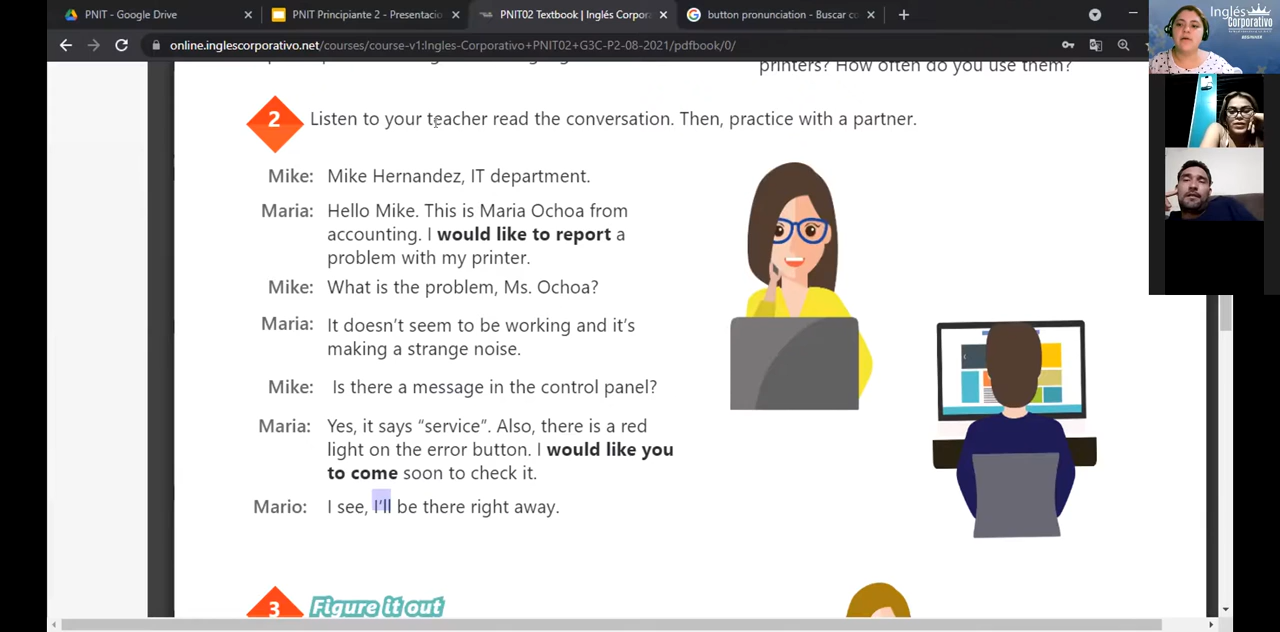 PNIT - Google Drive
PNIT Principiante 2 - Presentacio
PNIT02 Textbook | Inglés Corpor
button pronunciation - Buscar co
online.inglescorporativo.net/courses/course-v1:Ingles-Corporativo+PNIT02+G3C-P2-08-2021/pdfbook/0/
Inglés
Corporativo
BEGINNER
printers? How often do you use them?
2 Listen to your teacher read the conversation. Then, practice with a partner.
Mike: Mike Hernandez, IT department.
Maria: Hello Mike. This is Maria Ochoa from
accounting. I would like to report a
problem with my printer.
Mike: What is the problem, Ms. Ochoa?
Maria: It doesn't seem to be working and it's
making a strange noise.
Mike: Is there a message in the control panel?
Maria: Yes, it says “service”. Also, there is a red
light on the error button. I would like you
to come soon to check it.
Mario: I see, I'll be there right away.
3 Figure it out